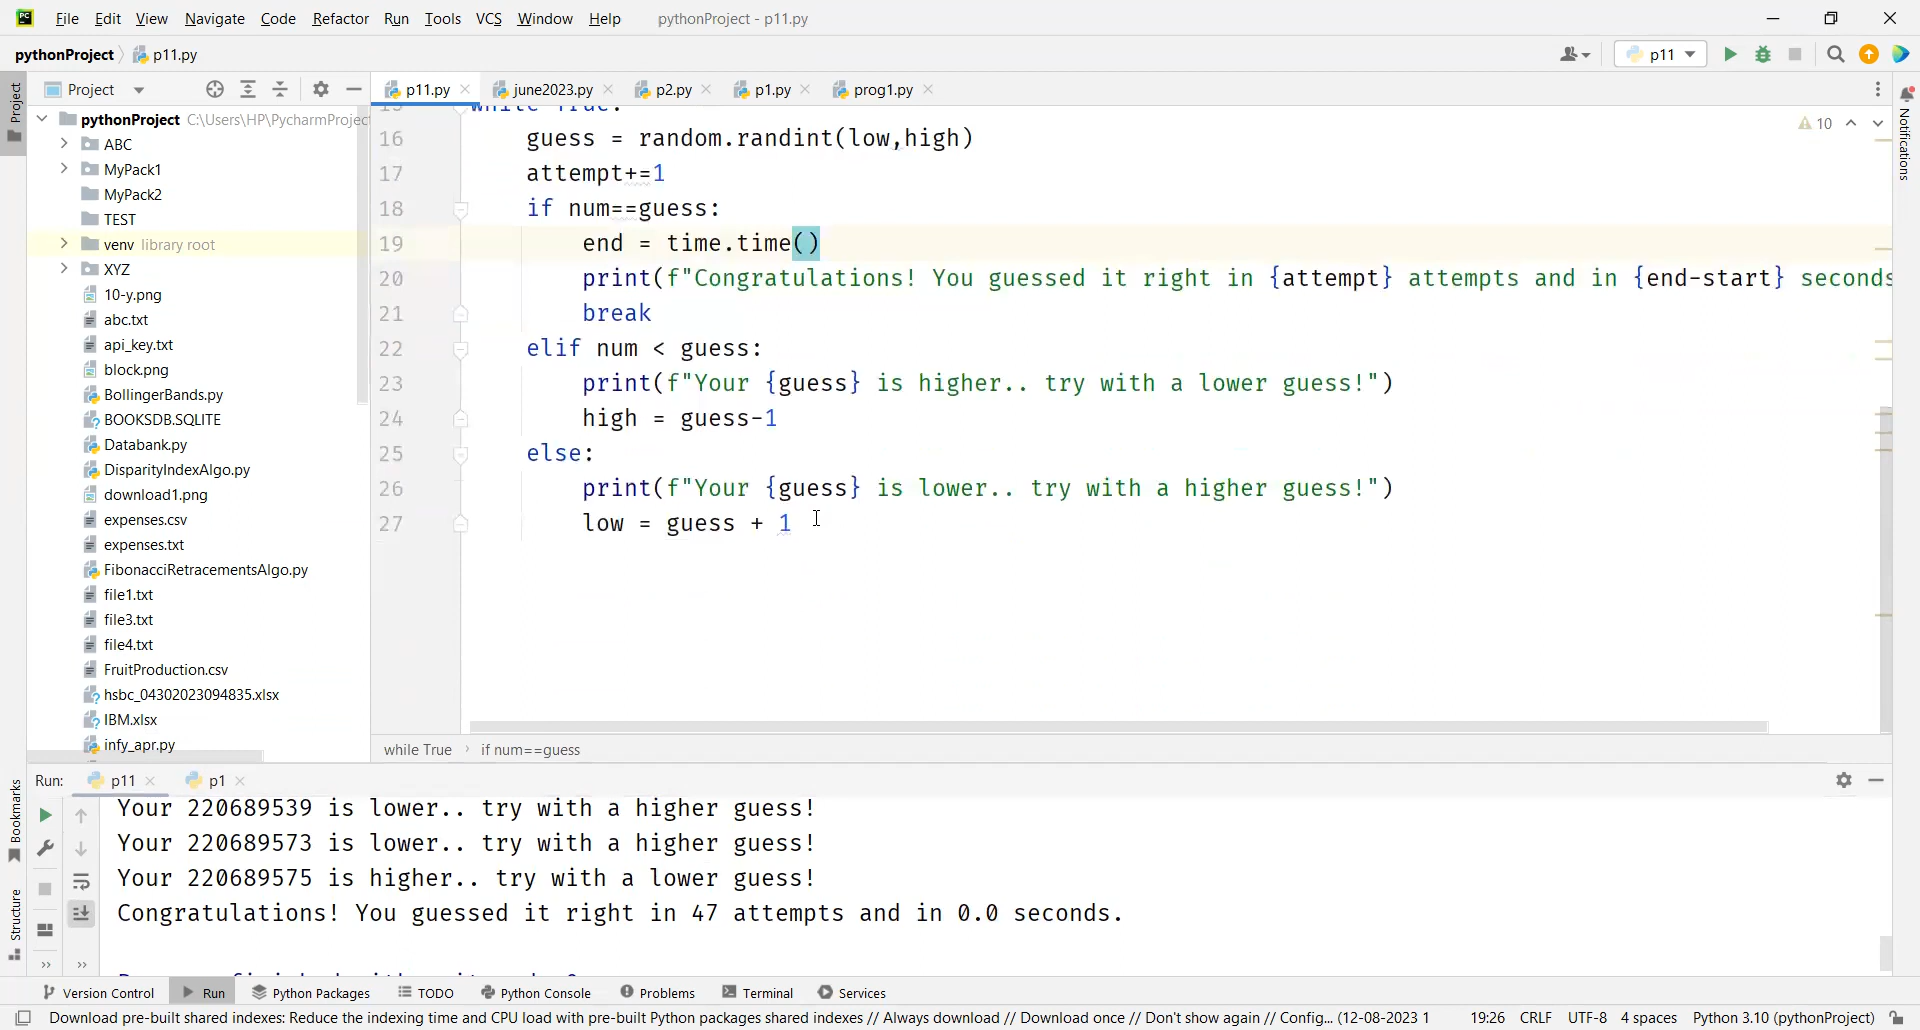 PC File Edit View Navigate Code Refactor Run Tools VCS Window Help pythonProject - p11.py
pythonProject p11.py p11
Project p11.py june2023.py p2.py p1.py prog1.py
Project
Notifications
Bookmarks
Structure
pythonProject C:\Users\HP\PycharmProject
ABC
MyPack1
MyPack2
TEST
venv library root
XYZ
10-y.png
abc.txt
api_key.txt
block.png
BollingerBands.py
BOOKSDB.SQLITE
Databank.py
DisparityIndexAlgo.py
download1.png
expenses.csv
expenses.txt
FibonacciRetracementsAlgo.py
file1.txt
file3.txt
file4.txt
FruitProduction.csv
hsbc_04302023094835.xlsx
IBM.xlsx
infy_apr.py
10
15 while True:
16 guess = random.randint(low,high)
17 attempt+=1
18 if num==guess:
19 end = time.time()
20 print(f"Congratulations! You guessed it right in {attempt} attempts and in {end-start} seconds
21 break
22 elif num < guess:
23 print(f"Your {guess} is higher.. try with a lower guess!")
24 high = guess-1
25 else:
26 print(f"Your {guess} is lower.. try with a higher guess!")
27 low = guess + 1
while True › if num==guess
Run: p11 p1
Your 220689539 is lower.. try with a higher guess!
Your 220689573 is lower.. try with a higher guess!
Your 220689575 is higher.. try with a lower guess!
Congratulations! You guessed it right in 47 attempts and in 0.0 seconds.
Version Control Run Python Packages TODO Python Console Problems Terminal Services
Download pre-built shared indexes: Reduce the indexing time and CPU load with pre-built Python packages shared indexes // Always download // Download once // Don't show again // Config... (12-08-2023 1 19:26 CRLF UTF-8 4 spaces Python 3.10 (pythonProject)